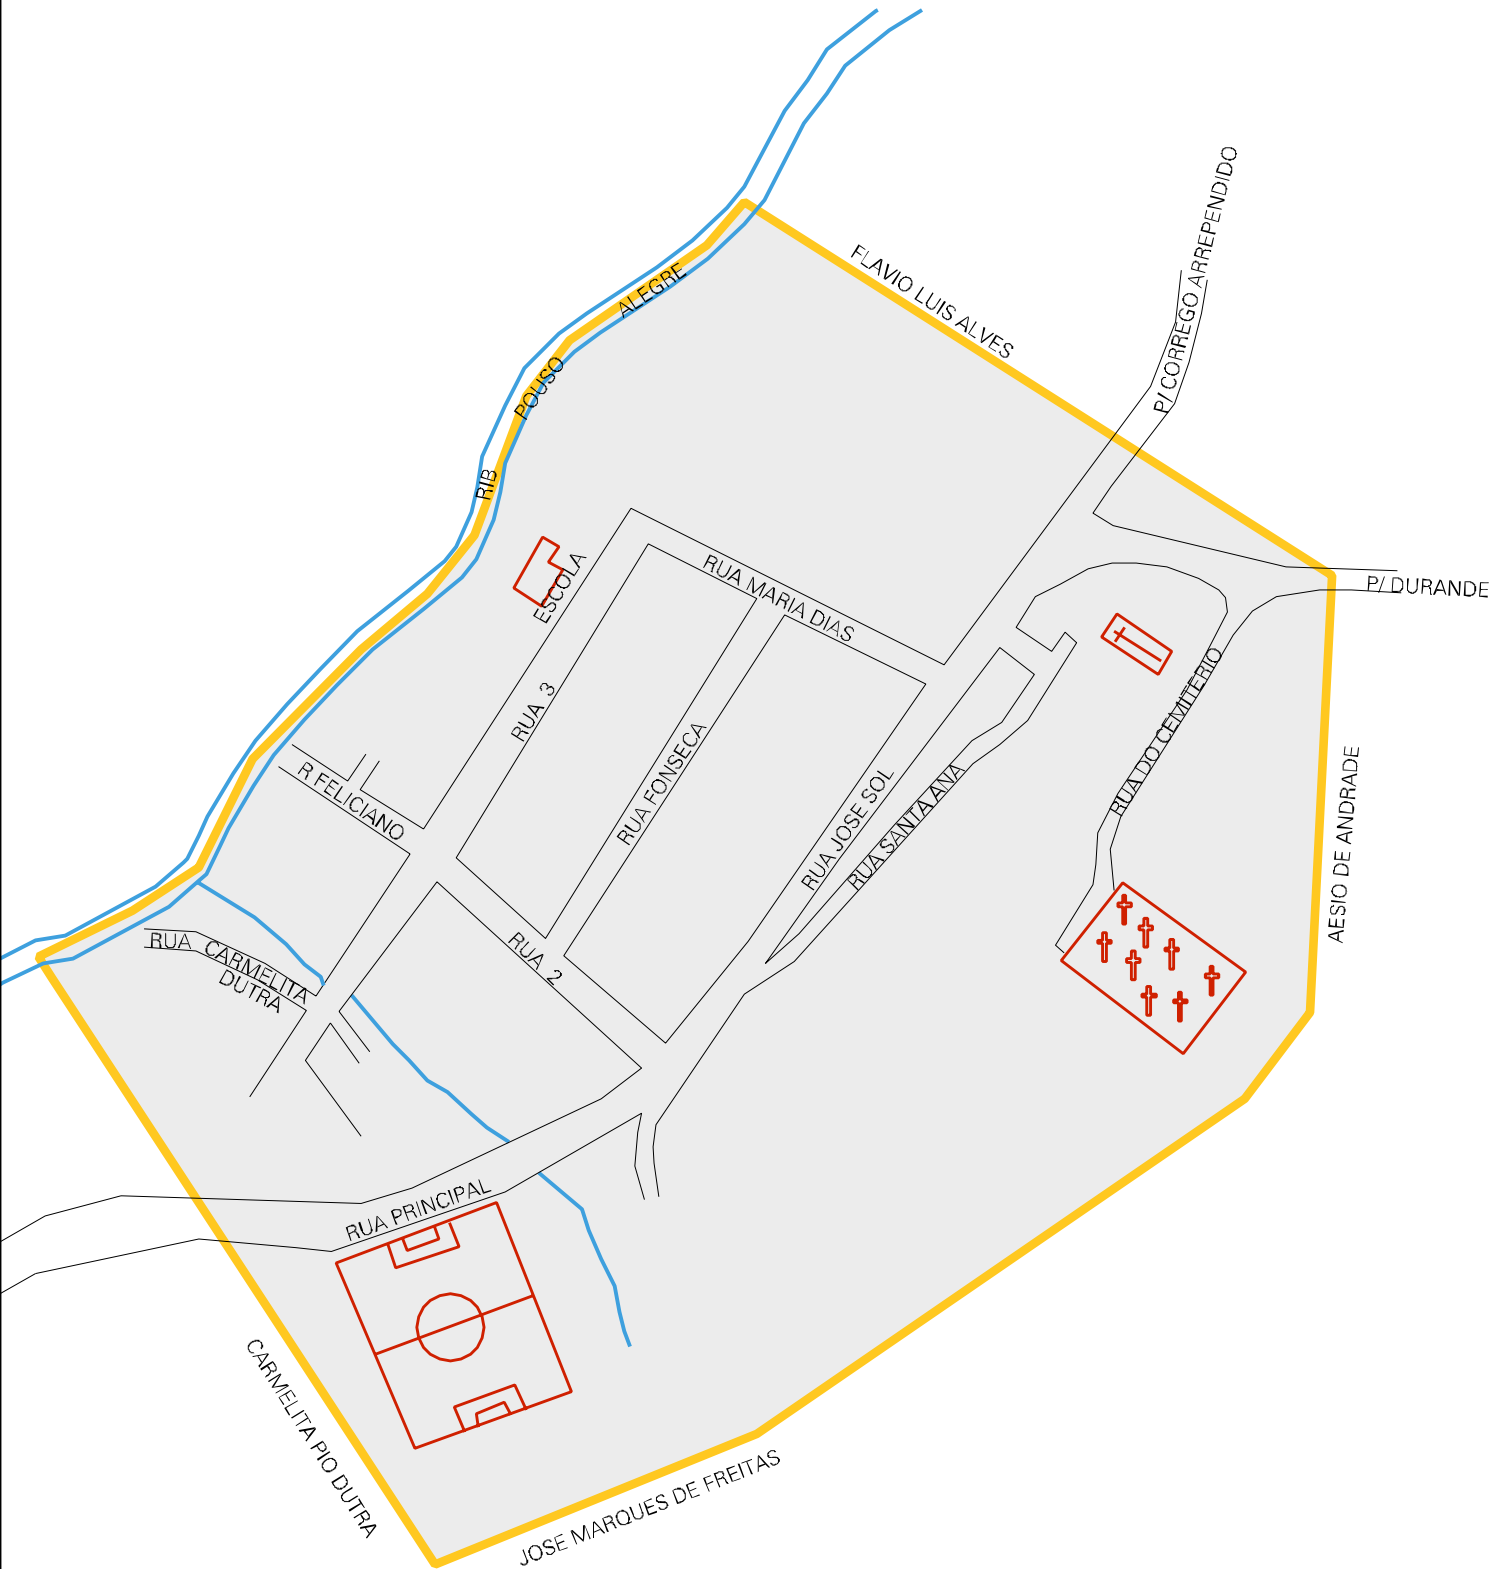 P/ CORREGO ARREPENDIDO
FLAVIO LUIS ALVES
RIB POUSO ALEGRE
ESCOLA
RUA MARIA DIAS
P/ DURANDE
RUA 3
RUA FONSECA
RUA JOSE SOL
RUA SANTA ANA
RUA DO CEMITERIO
R FELICIANO
AESIO DE ANDRADE
RUA 2
RUA CARMELITA
DUTRA
RUA PRINCIPAL
CARMELITA PIO DUTRA
JOSE MARQUES DE FREITAS